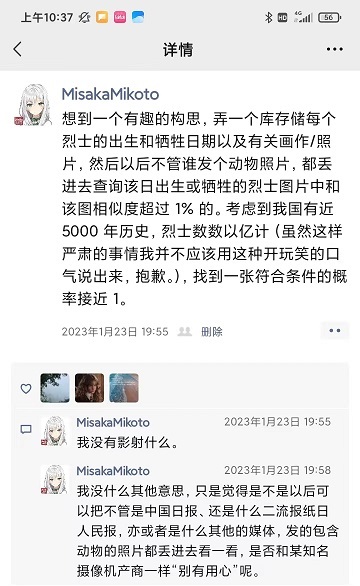 上午10:37
4G
56
详情
MisakaMikoto
想到一个有趣的构思，弄一个库存储每个
烈士的出生和牺牲日期以及有关画作/照
片，然后以后不管谁发个动物照片，都丢
进去查询该日出生或牺牲的烈士图片中和
该图相似度超过 1% 的。考虑到我国有近
5000 年历史，烈士数数以亿计（虽然这样
严肃的事情我并不应该用这种开玩笑的口
气说出来，抱歉。），找到一张符合条件的概
率接近 1。
2023年1月23日 19:55
删除
MisakaMikoto
2023年1月23日 19:55
我没有影射什么。
MisakaMikoto
2023年1月23日 19:58
我没什么其他意思，只是觉得是不是以后可
以把不管是中国日报、还是什么二流报纸日
人民报，亦或者是什么其他的媒体，发的包含
动物的照片都丢进去看一看，是否和某知名
摄像机产商一样“别有用心”呢。